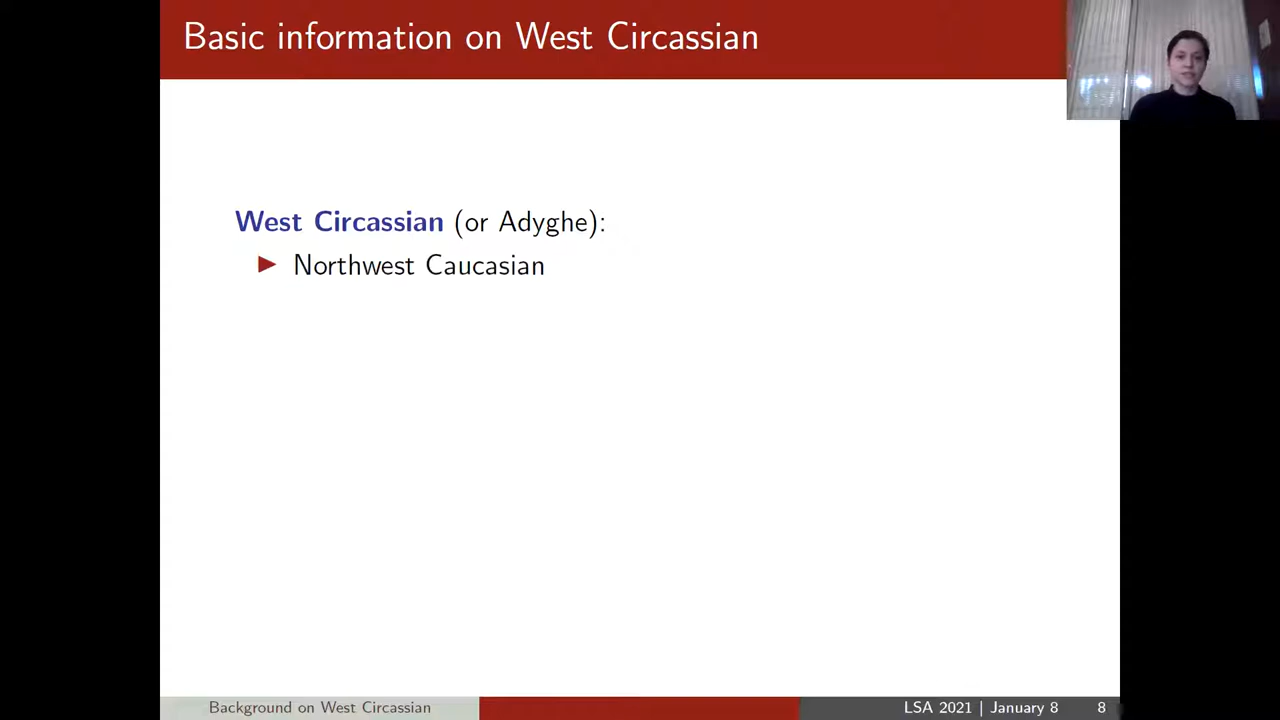 Basic information on West Circassian
West Circassian (or Adyghe):
Northwest Caucasian
Background on West Circassian
LSA 2021 | January 8 8